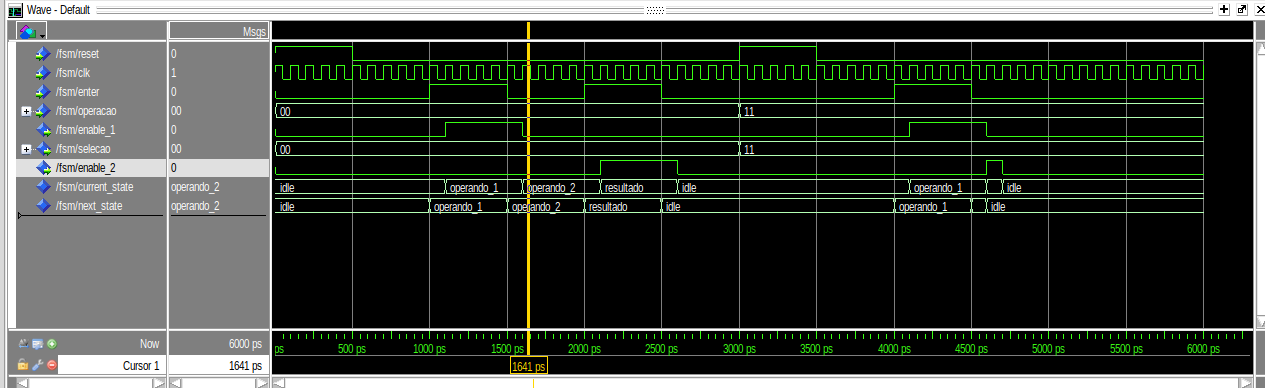 Wave - Default
Msgs
/fsm/reset 0
/fsm/clk 1
/fsm/enter 0
/fsm/operacao 00 00 11
/fsm/enable_1 0
/fsm/selecao 00 00 11
/fsm/enable_2 0
/fsm/current_state operando_2 idle operando_1 operando_2 resultado idle operando_1 idle
/fsm/next_state operando_2 idle operando_1 operando_2 resultado idle operando_1 idle
Now 6000 ps ps 500 ps 1000 ps 1500 ps 2000 ps 2500 ps 3000 ps 3500 ps 4000 ps 4500 ps 5000 ps 5500 ps 6000 ps
Cursor 1 1641 ps 1641 ps